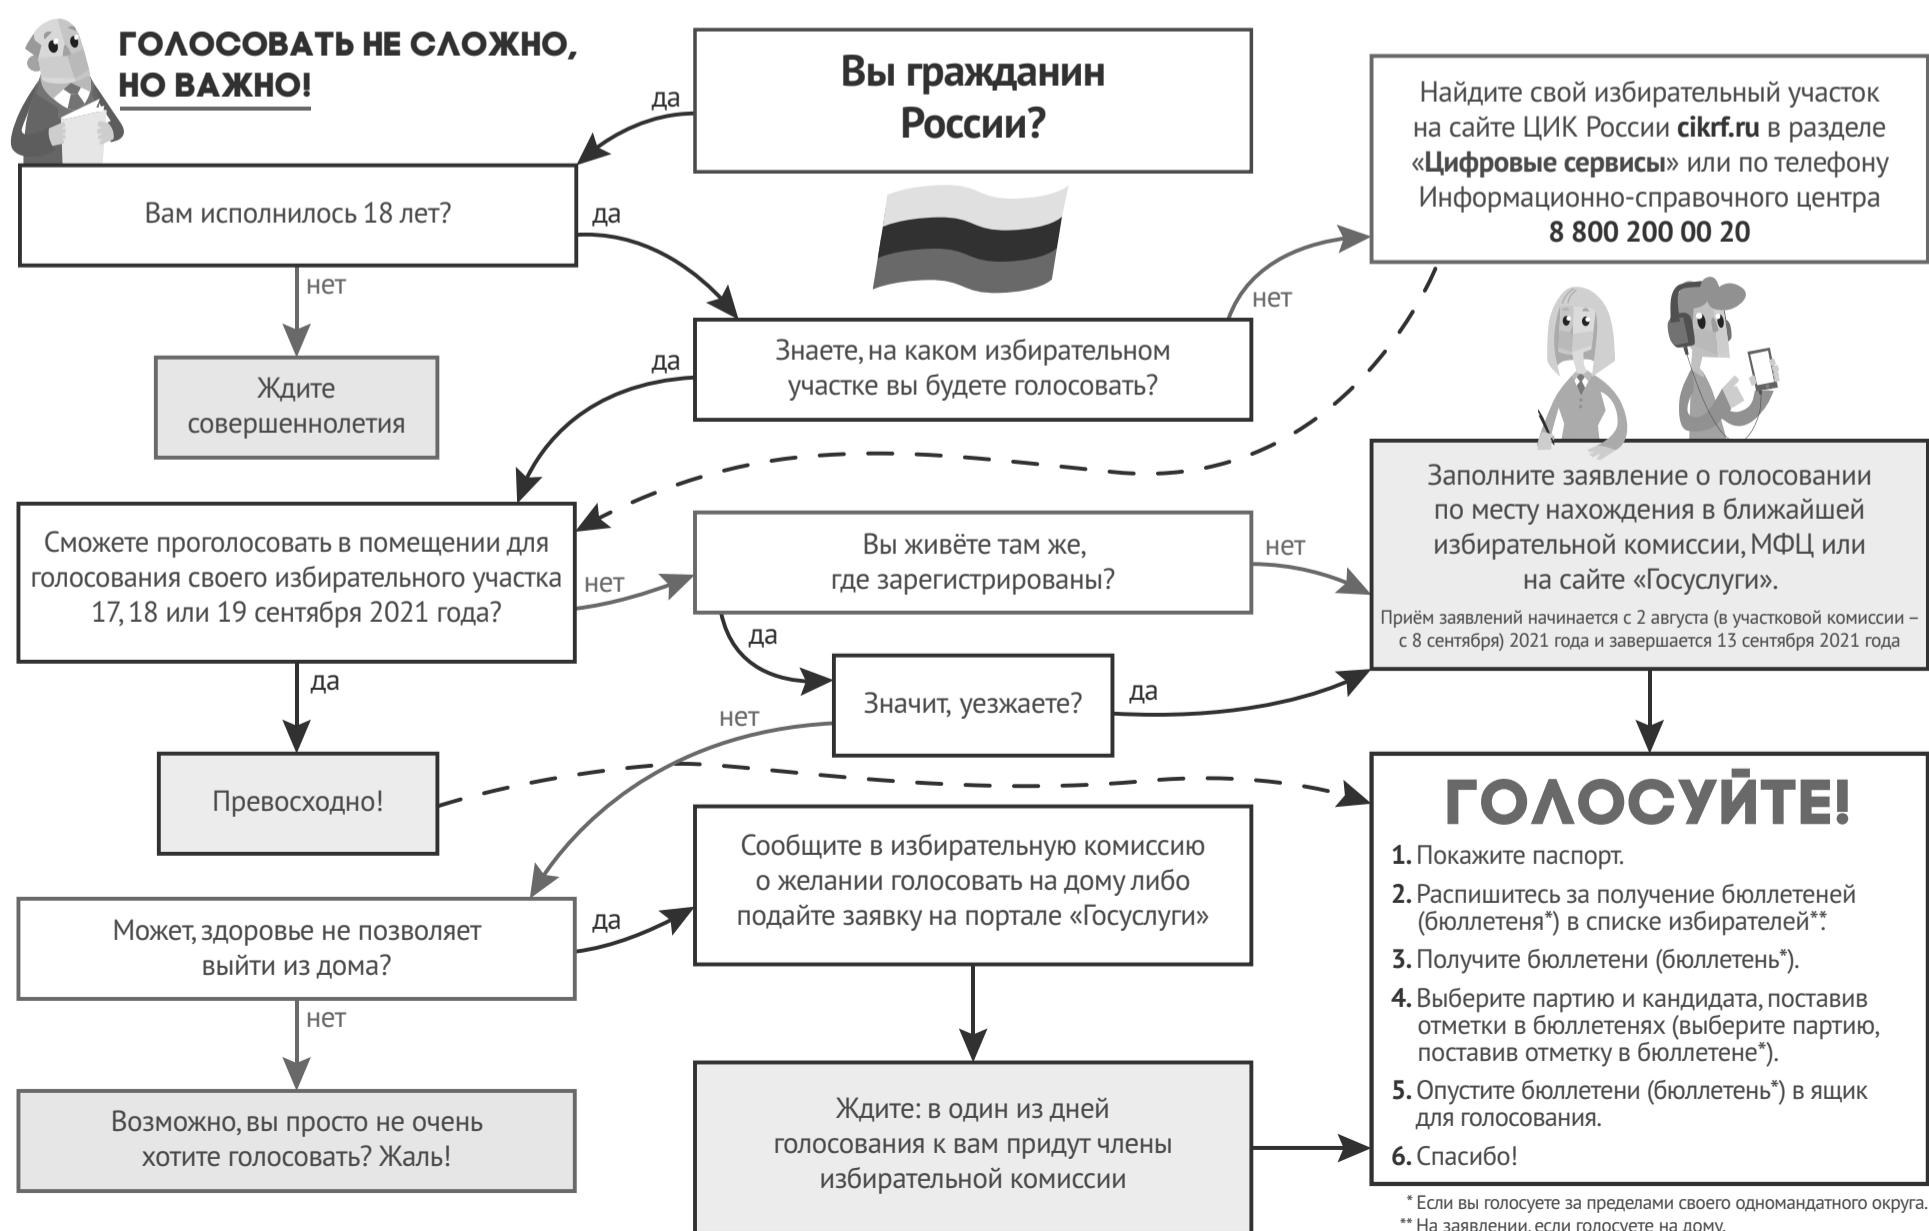 ГОЛОСОВАТЬ НЕ СЛОЖНО,
НО ВАЖНО!
Вы гражданин
России?
да
Вам исполнилось 18 лет?
да
нет
Ждите
совершеннолетия
Знаете, на каком избирательном
участке вы будете голосовать?
нет
да
Найдите свой избирательный участок
на сайте ЦИК России cikrf.ru в разделе
«Цифровые сервисы» или по телефону
Информационно-справочного центра
8 800 200 00 20
Сможете проголосовать в помещении для
голосования своего избирательного участка
17, 18 или 19 сентября 2021 года?
нет
да
Превосходно!
Вы живёте там же,
где зарегистрированы?
нет
да
Значит, уезжаете?
да
нет
Заполните заявление о голосовании
по месту нахождения в ближайшей
избирательной комиссии, МФЦ или
на сайте «Госуслуги».
Приём заявлений начинается с 2 августа (в участковой комиссии –
с 8 сентября) 2021 года и завершается 13 сентября 2021 года
Может, здоровье не позволяет
выйти из дома?
да
нет
Возможно, вы просто не очень
хотите голосовать? Жаль!
Сообщите в избирательную комиссию
о желании голосовать на дому либо
подайте заявку на портале «Госуслуги»
Ждите: в один из дней
голосования к вам придут члены
избирательной комиссии
ГОЛОСУЙТЕ!
1. Покажите паспорт.
2. Распишитесь за получение бюллетеней
(бюллетеня*) в списке избирателей**.
3. Получите бюллетени (бюллетень*).
4. Выберите партию и кандидата, поставив
отметки в бюллетенях (выберите партию,
поставив отметку в бюллетене*).
5. Опустите бюллетени (бюллетень*) в ящик
для голосования.
6. Спасибо!
* Если вы голосуете за пределами своего одномандатного округа.
** На заявлении, если голосуете на дому.